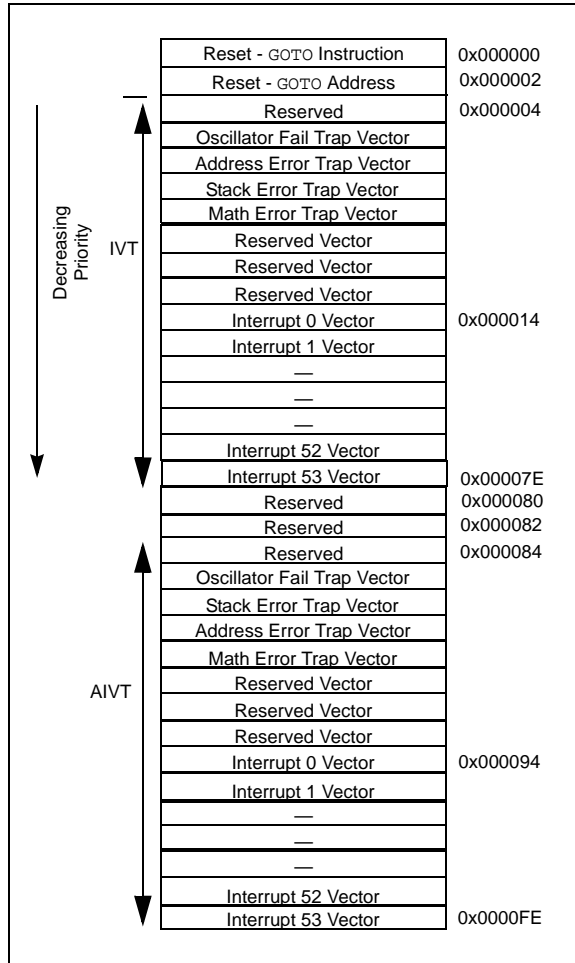 Reset - GOTO Instruction 0x000000
Reset - GOTO Address 0x000002
Reserved 0x000004
Oscillator Fail Trap Vector
Address Error Trap Vector
Stack Error Trap Vector
Math Error Trap Vector
Reserved Vector
Reserved Vector
Reserved Vector
Interrupt 0 Vector 0x000014
Interrupt 1 Vector
—
—
—
Interrupt 52 Vector
Interrupt 53 Vector 0x00007E
Decreasing
Priority
IVT
Reserved 0x000080
Reserved 0x000082
Reserved 0x000084
Oscillator Fail Trap Vector
Stack Error Trap Vector
Address Error Trap Vector
Math Error Trap Vector
Reserved Vector
Reserved Vector
Reserved Vector
Interrupt 0 Vector 0x000094
Interrupt 1 Vector
—
—
—
Interrupt 52 Vector
Interrupt 53 Vector 0x0000FE
AIVT